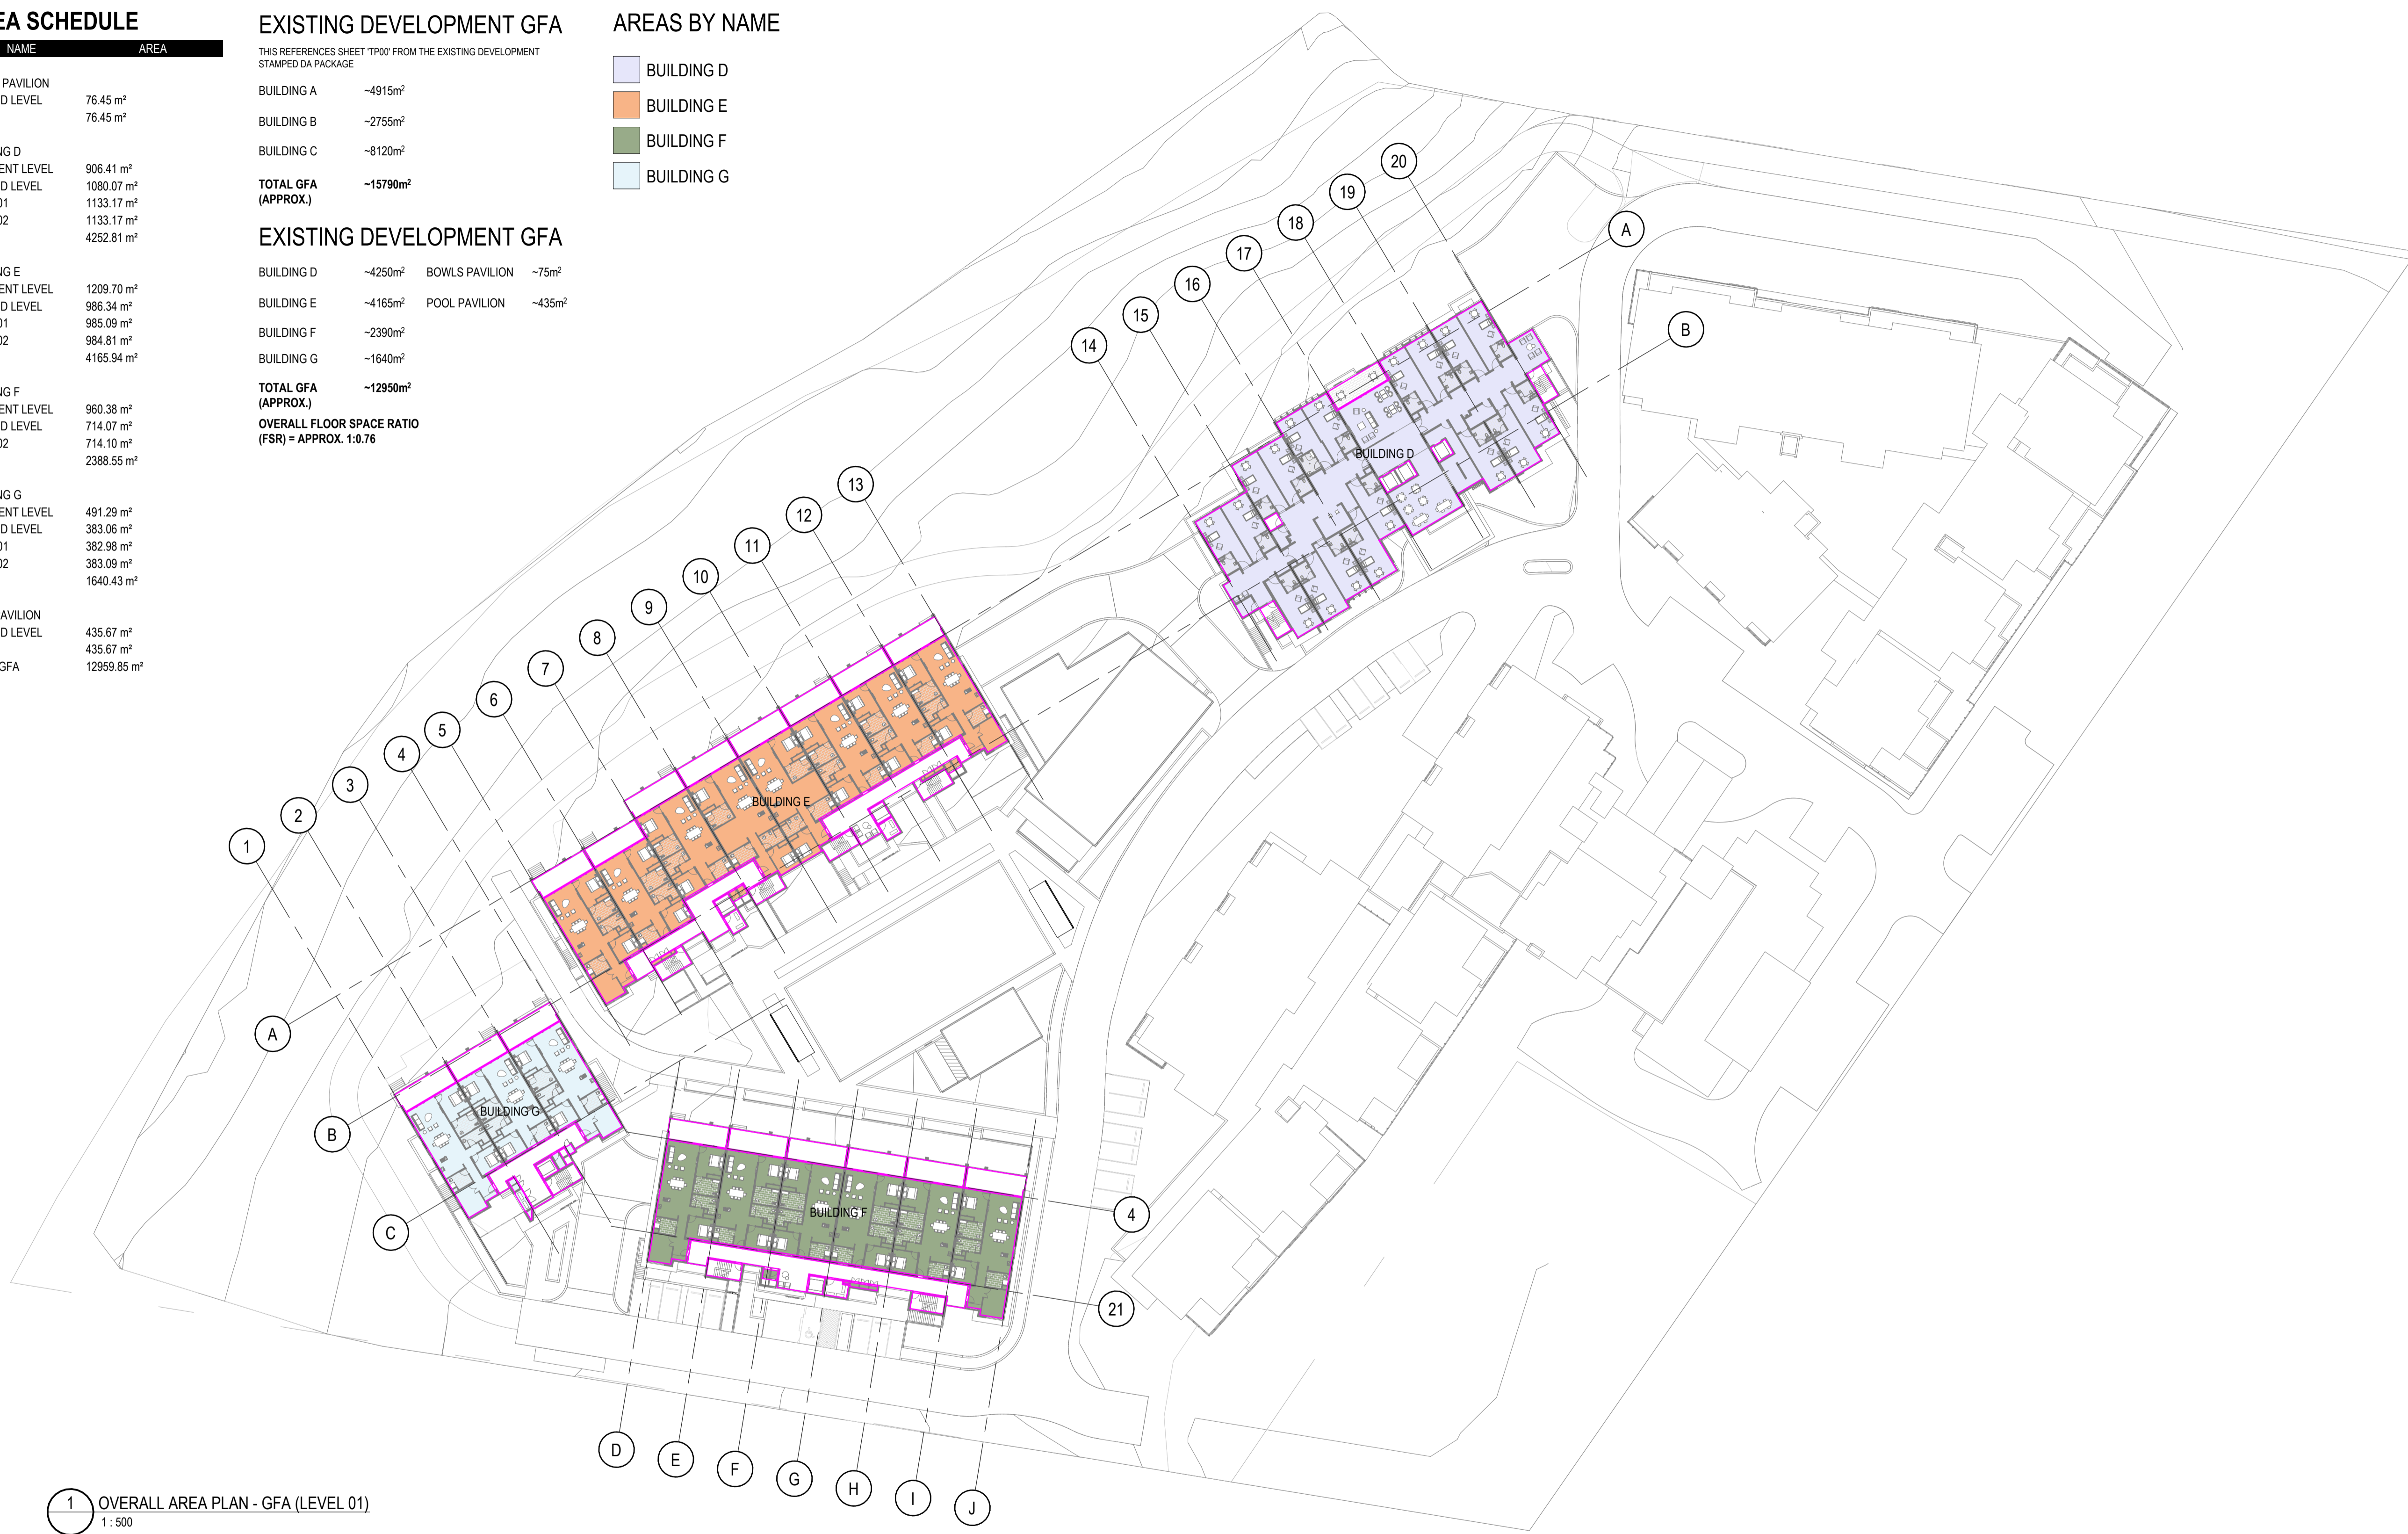 EA SCHEDULE
NAME AREA
PAVILION
D LEVEL 76.45 m²
76.45 m²
NG D
ENT LEVEL 906.41 m²
D LEVEL 1080.07 m²
01 1133.17 m²
02 1133.17 m²
4252.81 m²
NG E
ENT LEVEL 1209.70 m²
D LEVEL 986.34 m²
01 985.09 m²
02 984.81 m²
4165.94 m²
NG F
ENT LEVEL 960.38 m²
D LEVEL 714.07 m²
02 714.10 m²
2388.55 m²
NG G
ENT LEVEL 491.29 m²
D LEVEL 383.06 m²
01 382.98 m²
02 383.09 m²
1640.43 m²
AVILION
D LEVEL 435.67 m²
435.67 m²
GFA 12959.85 m²
EXISTING DEVELOPMENT GFA
THIS REFERENCES SHEET 'TP00' FROM THE EXISTING DEVELOPMENT
STAMPED DA PACKAGE
BUILDING A ~4915m²
BUILDING B ~2755m²
BUILDING C ~8120m²
TOTAL GFA ~15790m²
(APPROX.)
EXISTING DEVELOPMENT GFA
BUILDING D ~4250m² BOWLS PAVILION ~75m²
BUILDING E ~4165m² POOL PAVILION ~435m²
BUILDING F ~2390m²
BUILDING G ~1640m²
TOTAL GFA ~12950m²
(APPROX.)
OVERALL FLOOR SPACE RATIO
(FSR) = APPROX. 1:0.76
AREAS BY NAME
BUILDING D
BUILDING E
BUILDING F
BUILDING G
20
19
18
17
16
15
14
A
B
BUILDING D
13
12
11
10
9
8
7
6
5
4
3
2
1
BUILDING E
A
B
C
BUILDING G
BUILDING F
4
21
D
E
F
G
H
I
J
1 OVERALL AREA PLAN - GFA (LEVEL 01)
1 : 500